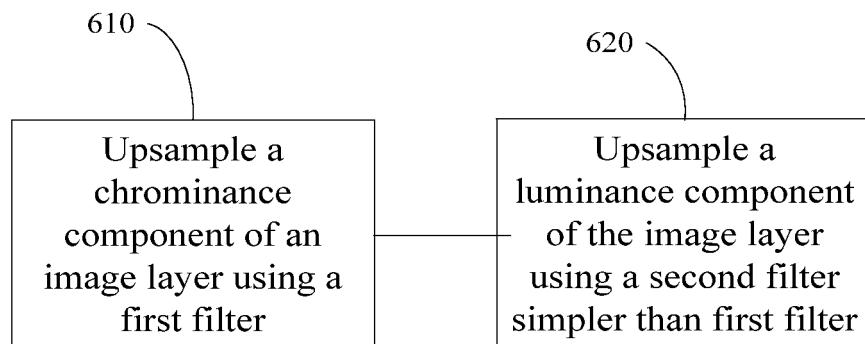 610
620
Upsample a
chrominance
component of an
image layer using a
first filter
Upsample a
luminance component
of the image layer
using a second filter
simpler than first filter